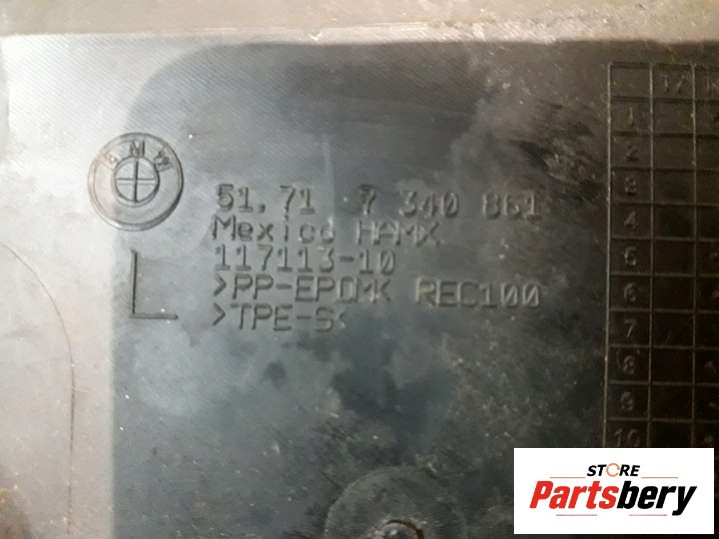 BMW
51.71 7 340 861
Mexico HAMX
L
117113-10
>PP-EPDM< REC100
>TPE-S<
17
1
2
3
4
5
6
7
8
9
10
STORE
Partsbery